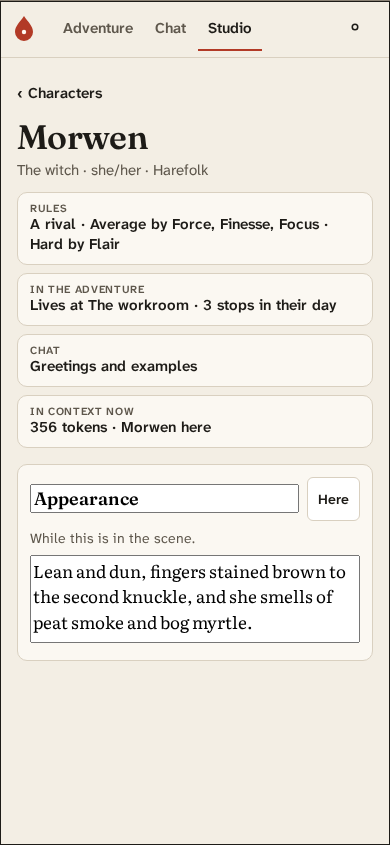 Adventure Chat Studio
‹ Characters
Morwen
The witch · she/her · Harefolk
RULES
A rival · Average by Force, Finesse, Focus ·
Hard by Flair
IN THE ADVENTURE
Lives at The workroom · 3 stops in their day
CHAT
Greetings and examples
IN CONTEXT NOW
356 tokens · Morwen here
Appearance
Here
While this is in the scene.
Lean and dun, fingers stained brown to
the second knuckle, and she smells of
peat smoke and bog myrtle.